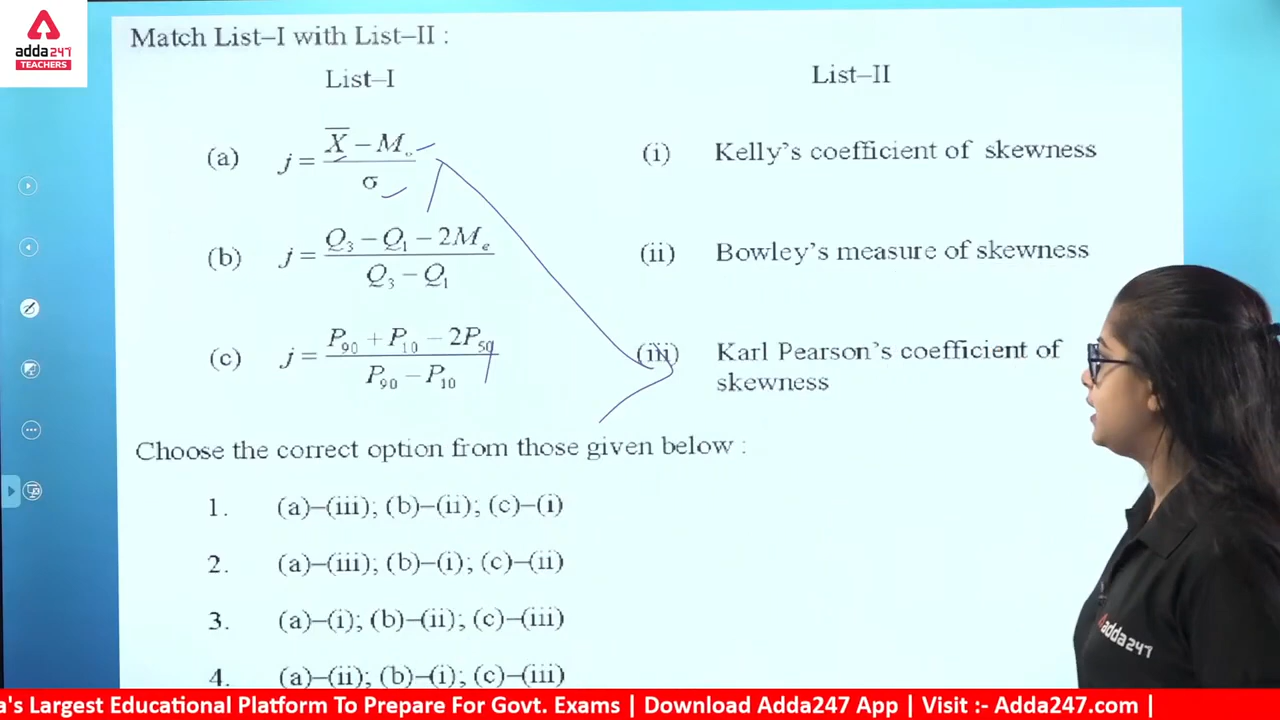 adda247
TEACHERS
Match List–I with List–II :
List–I
List–II
(a) j = (X̅ − Mₒ) / σ
(i) Kelly's coefficient of skewness
(b) j = (Q₃ − Q₁ − 2Mₑ) / (Q₃ − Q₁)
(ii) Bowley's measure of skewness
(c) j = (P₉₀ + P₁₀ − 2P₅₀) / (P₉₀ − P₁₀)
(iii) Karl Pearson's coefficient of
skewness
Choose the correct option from those given below :
1. (a)–(iii); (b)–(ii); (c)–(i)
2. (a)–(iii); (b)–(i); (c)–(ii)
3. (a)–(i); (b)–(ii); (c)–(iii)
4. (a)–(ii); (b)–(i); (c)–(iii)
adda247
a's Largest Educational Platform To Prepare For Govt. Exams | Download Adda247 App | Visit :- Adda247.com |